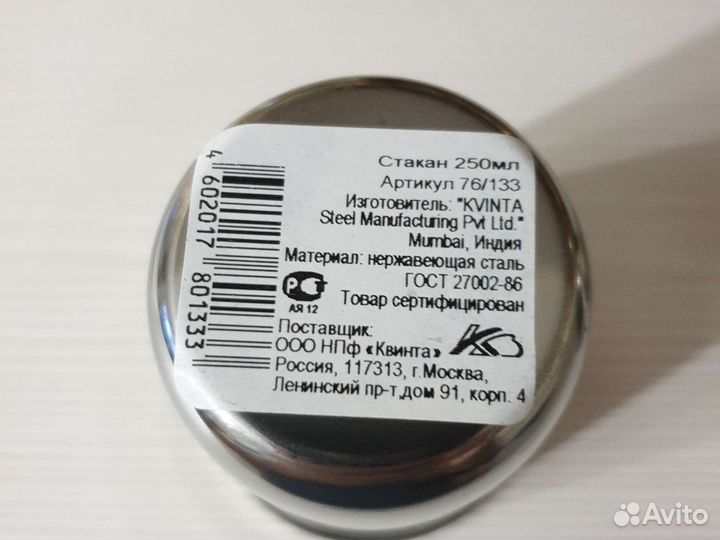 Стакан 250мл
Артикул 76/133
Изготовитель: "KVINTA
Steel Manufacturing Pvt Ltd."
Mumbai, Индия
Материал: нержавеющая сталь
ГОСТ 27002-86
Товар сертифицирован
АЯ 12
Поставщик:
ООО НПф «Квинта»
Россия, 117313, г.Москва,
Ленинский пр-т,дом 91, корп. 4
4 602017 801333
Avito